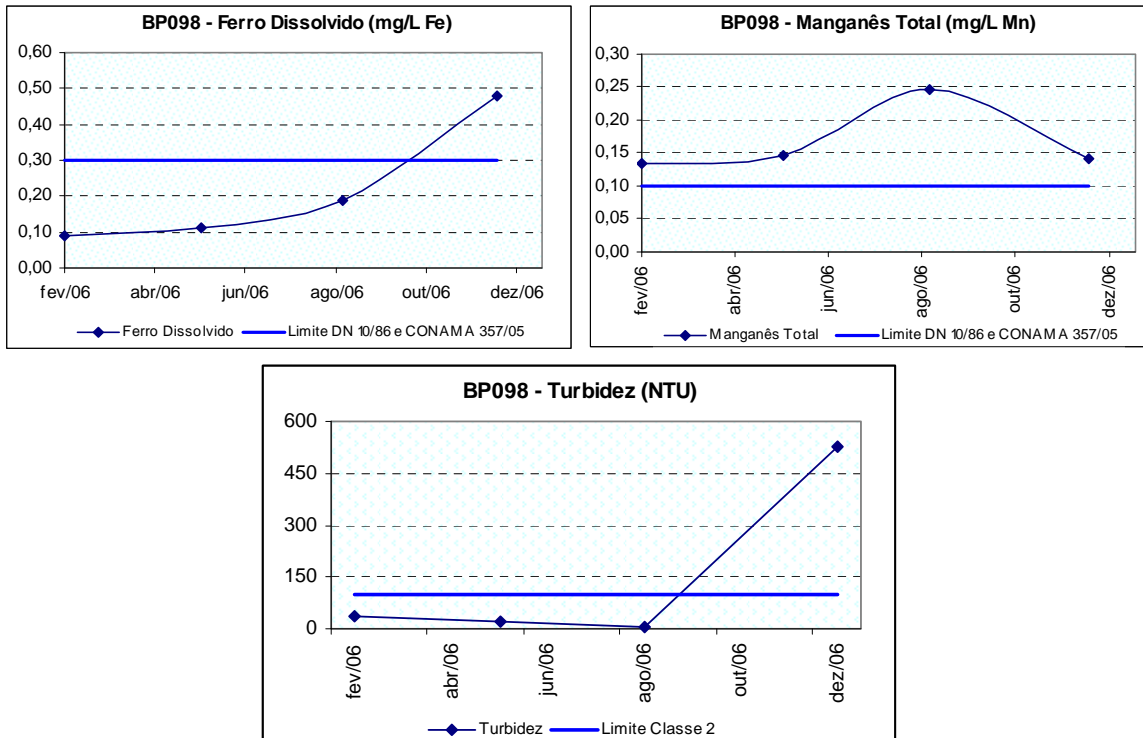 BP098 - Ferro Dissolvido (mg/L Fe)
0,60
0,50
0,40
0,30
0,20
0,10
0,00
fev/06 abr/06 jun/06 ago/06 out/06 dez/06
Ferro Dissolvido Limite DN 10/86 e CONAMA 357/05
BP098 - Manganês Total (mg/L Mn)
0,30
0,25
0,20
0,15
0,10
0,05
0,00
fev/06 abr/06 jun/06 ago/06 out/06 dez/06
Manganês Total Limite DN 10/86 e CONAMA 357/05
BP098 - Turbidez (NTU)
600
450
300
150
0
fev/06 abr/06 jun/06 ago/06 out/06 dez/06
Turbidez Limite Classe 2